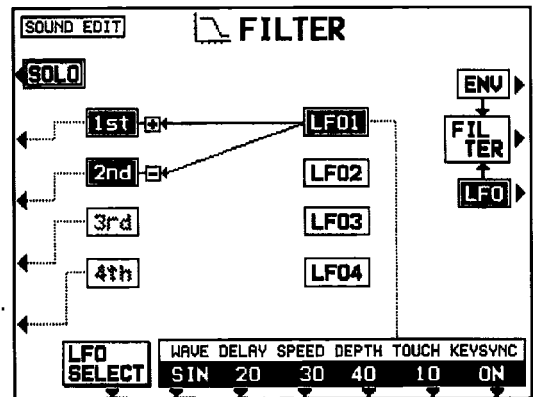 SOUND EDIT
FILTER
SOLO
ENV
1st + LFO1
FIL
TER
2nd - LFO2
LFO
3rd LFO3
4th LFO4
LFO
SELECT
WAVE DELAY SPEED DEPTH TOUCH KEYSYNC
SIN 20 30 40 10 ON